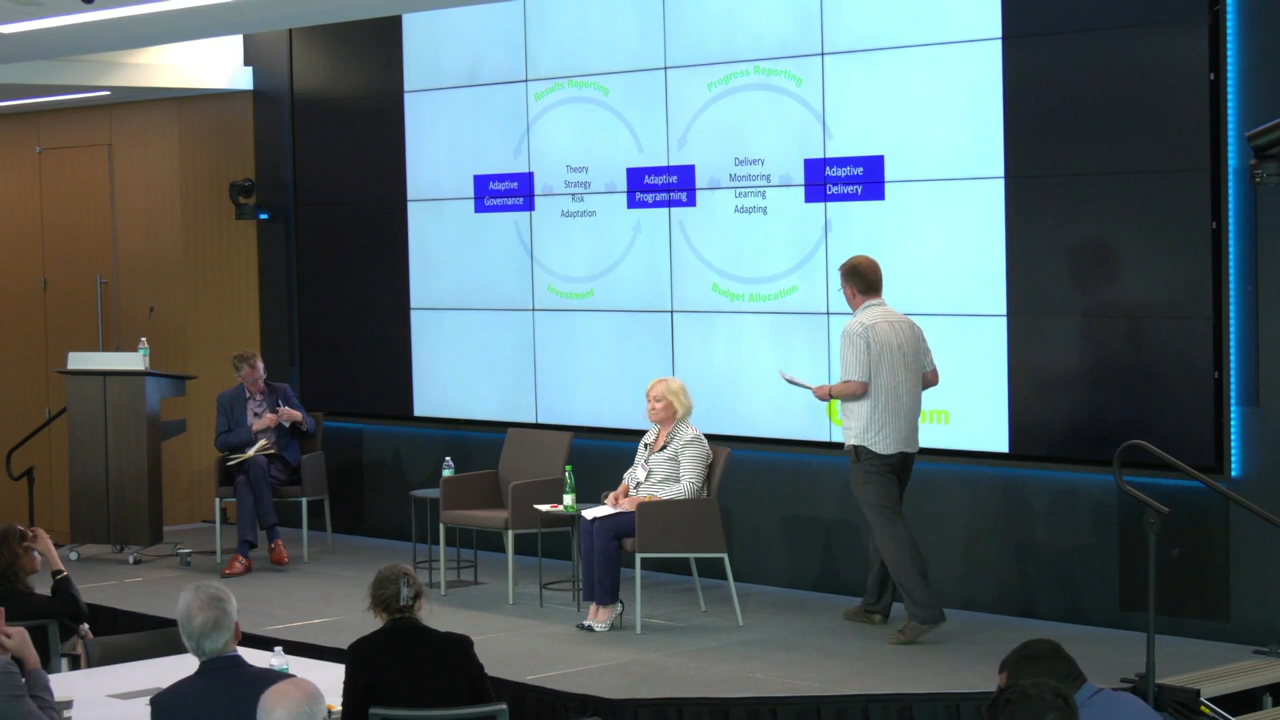 Results Reporting
Progress Reporting
Adaptive
Governance
Theory
Strategy
Risk
Adaptation
Adaptive
Programming
Delivery
Monitoring
Learning
Adapting
Adaptive
Delivery
Investment
Budget Allocation